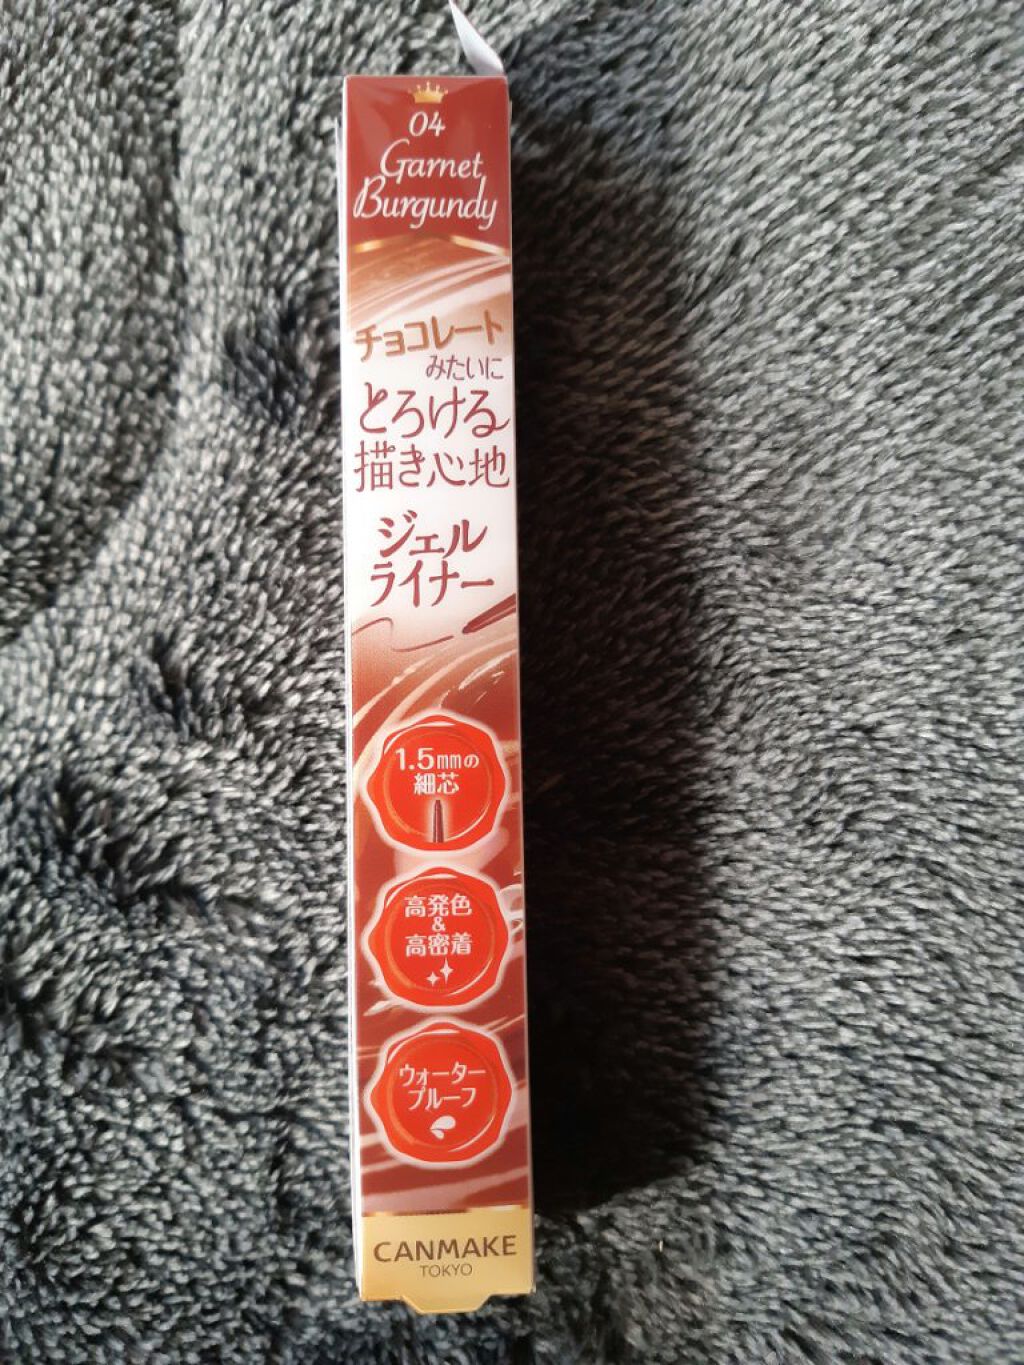 04
Garnet
Burgundy
チョコレート
みたいに
とろける
描き心地
ジェル
ライナー
1.5mmの
細芯
高発色
&
高密着
ウォーター
プルーフ
CANMAKE
TOKYO